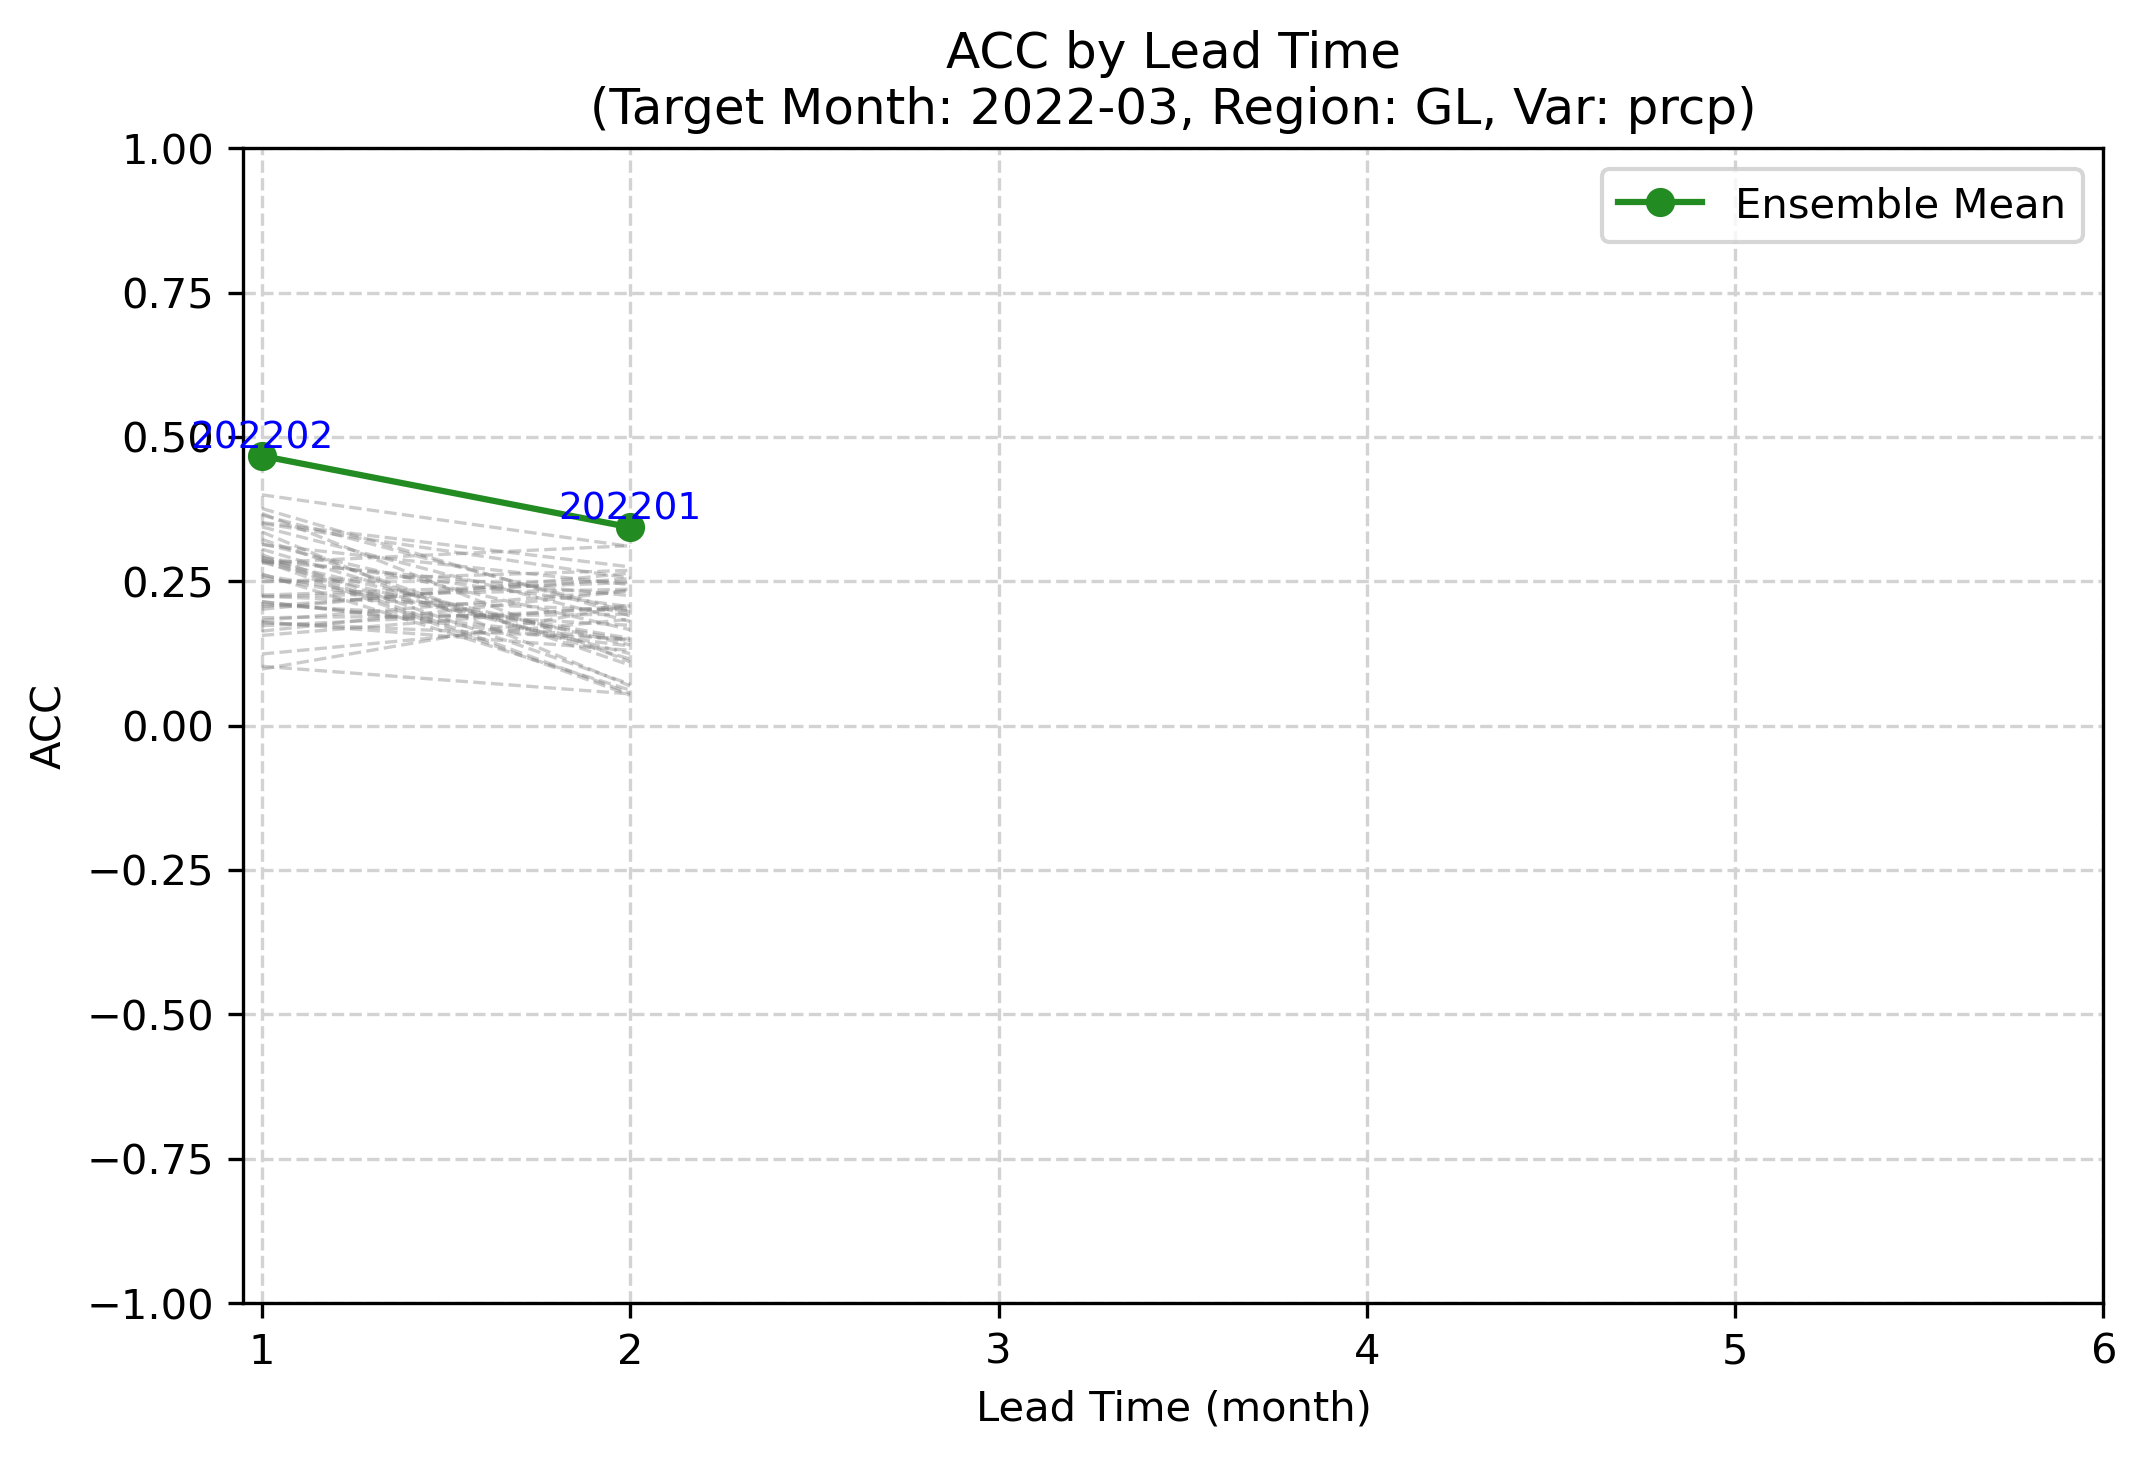 ACC by Lead Time
(Target Month: 2022-03, Region: GL, Var: prcp)
1.00
Ensemble Mean
0.75
0.50
202202
202201
0.25
0.00
ACC
−0.25
−0.50
−0.75
−1.00
1 2 3 4 5 6
Lead Time (month)